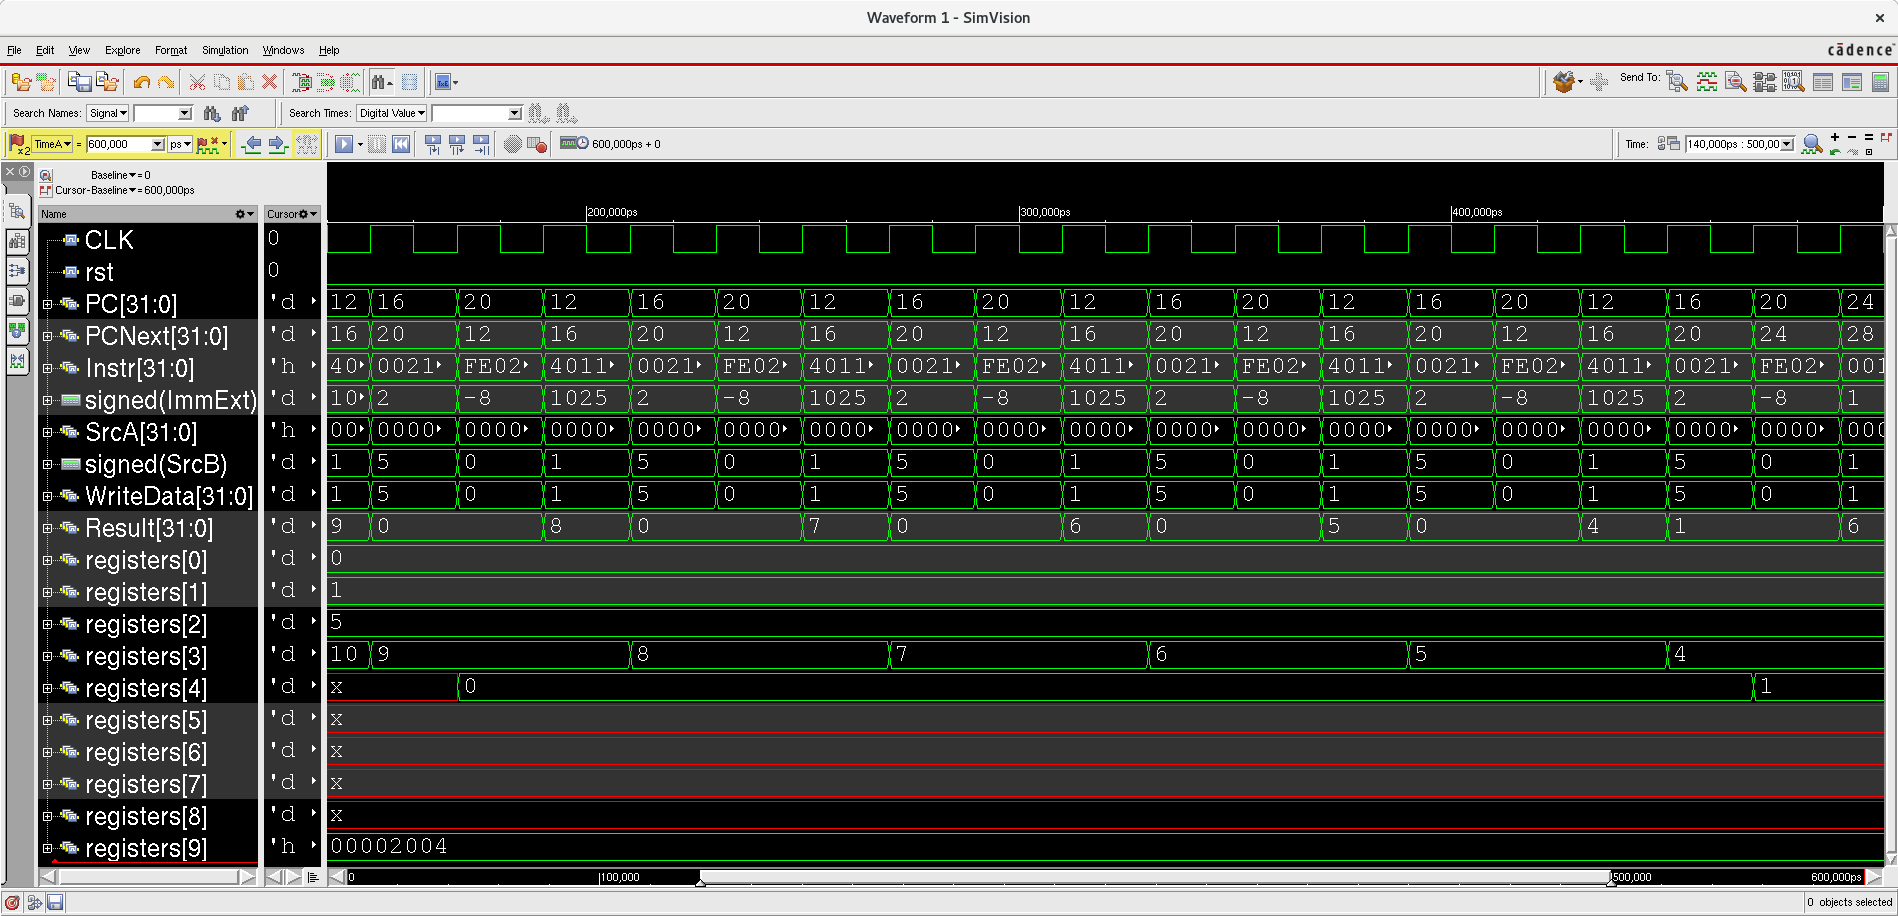 Waveform 1 - SimVision
×
File Edit View Explore Format Simulation Windows Help
cādence
Send To:
Search Names: Signal
Search Times: Digital Value
TimeA = 600,000 ps
600,000ps + 0
Time: 140,000ps : 500,00
Baseline = 0
Cursor-Baseline = 600,000ps
Name Cursor
200,000ps 300,000ps 400,000ps
CLK 0
rst 0
PC[31:0] 'd 12 16 20 12 16 20 12 16 20 12 16 20 12 16 20 12 16 20 24
PCNext[31:0] 'd 16 20 12 16 20 12 16 20 12 16 20 12 16 20 12 16 20 24 28
Instr[31:0] 'h 40 0021 FE02 4011 0021 FE02 4011 0021 FE02 4011 0021 FE02 4011 0021 FE02 4011 0021 FE02 001
signed(ImmExt) 'd 10 2 -8 1025 2 -8 1025 2 -8 1025 2 -8 1025 2 -8 1025 2 -8 1
SrcA[31:0] 'h 00 0000 0000 0000 0000 0000 0000 0000 0000 0000 0000 0000 0000 0000 0000 0000 0000 0000 000
signed(SrcB) 'd 1 5 0 1 5 0 1 5 0 1 5 0 1 5 0 1 5 0 1
WriteData[31:0] 'd 1 5 0 1 5 0 1 5 0 1 5 0 1 5 0 1 5 0 1
Result[31:0] 'd 9 0 8 0 7 0 6 0 5 0 4 1 6
registers[0] 'd 0
registers[1] 'd 1
registers[2] 'd 5
registers[3] 'd 10 9 8 7 6 5 4
registers[4] 'd x 0 1
registers[5] 'd x
registers[6] 'd x
registers[7] 'd x
registers[8] 'd x
registers[9] 'h 00002004
0 100,000 500,000 600,000ps
0 objects selected